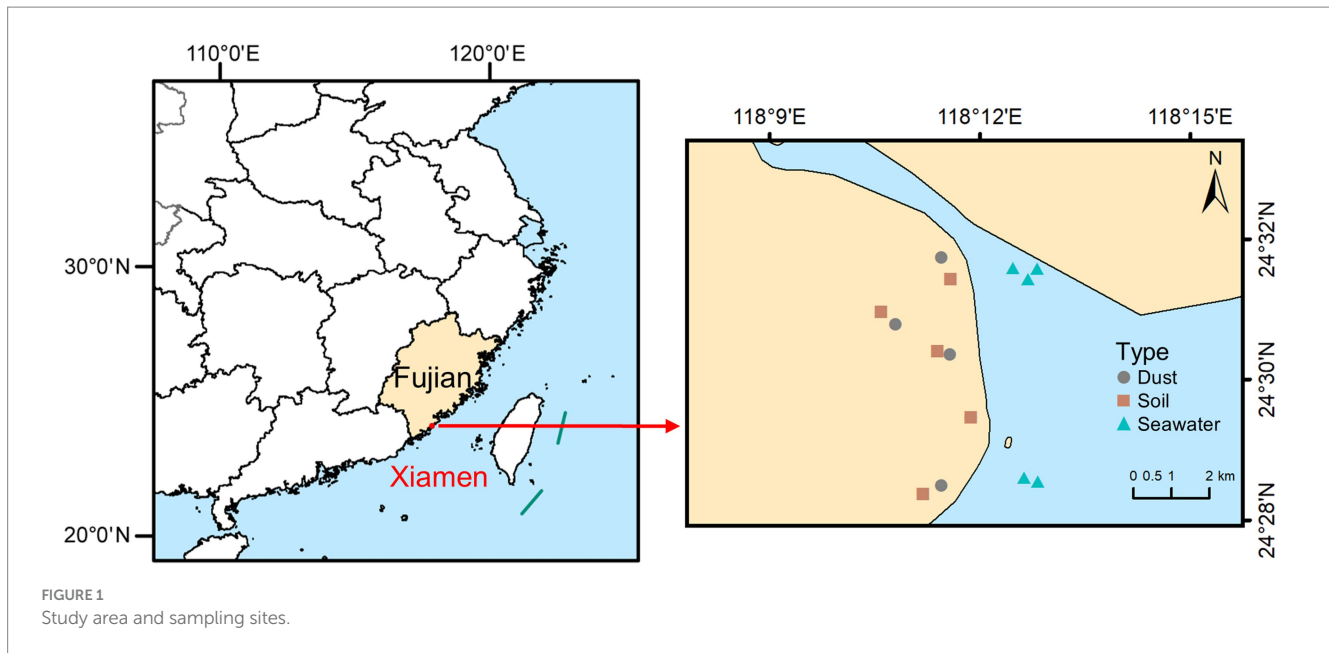 110°0'E 120°0'E
30°0'N
20°0'N
Fujian
Xiamen
118°9'E 118°12'E 118°15'E
N
24°32'N
24°30'N
24°28'N
Type
Dust
Soil
Seawater
0 0.5 1 2 km
FIGURE 1
Study area and sampling sites.